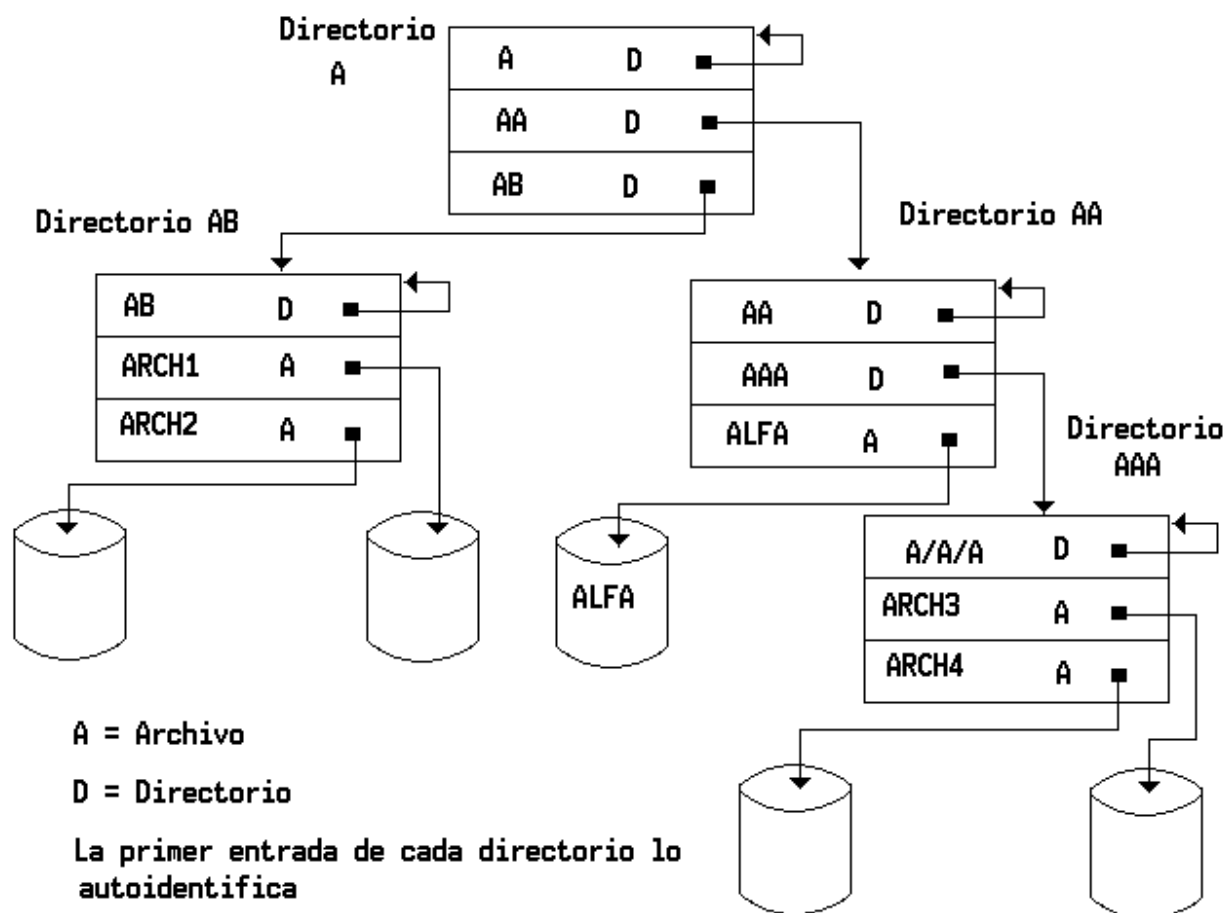 Directorio
A
A D
AA D
AB D
Directorio AB
AB D
ARCH1 A
ARCH2 A
Directorio AA
AA D
AAA D
ALFA A
ALFA
Directorio
AAA
A/A/A D
ARCH3 A
ARCH4 A
A = Archivo
D = Directorio
La primer entrada de cada directorio lo
autoidentifica